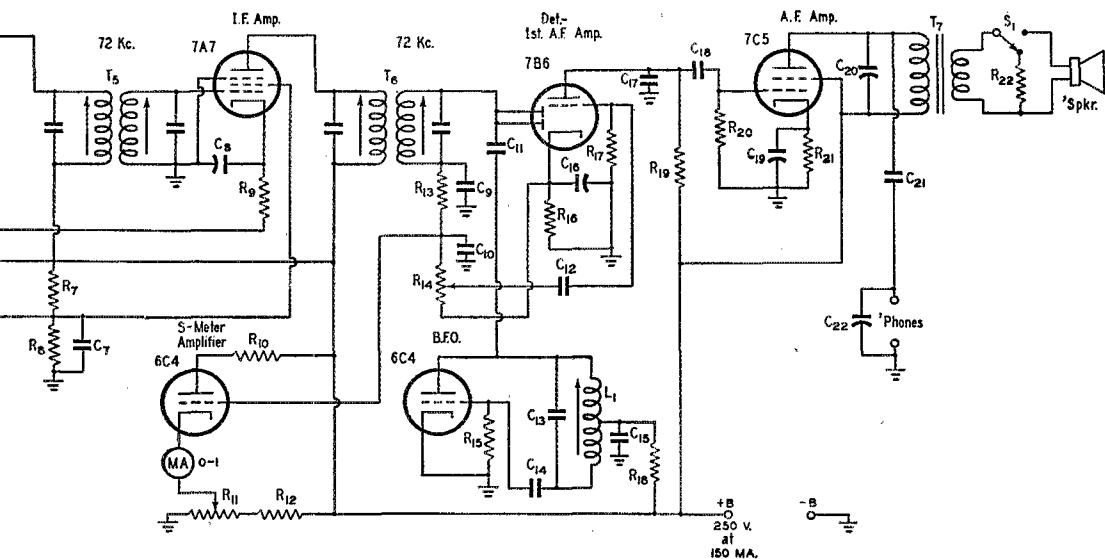 I.F. Amp.
Det.-
1st. A.F. Amp.
A.F. Amp.
72 Kc.
7A7
72 Kc.
7B6
7C5
T5
T6
T7
S1
C8
R9
R13
C9
C10
C11
C16
R17
R16
C17
C18
R19
R20
C19
R21
C20
C21
R22
'Spkr.
R7
R8
C7
R14
C12
C22
'Phones
S-Meter
Amplifier
6C4
R10
B.F.O.
6C4
R15
C13
C14
L1
C15
R18
MA
0-1
R11
R12
+B
250 V.
at
150 MA.
-B